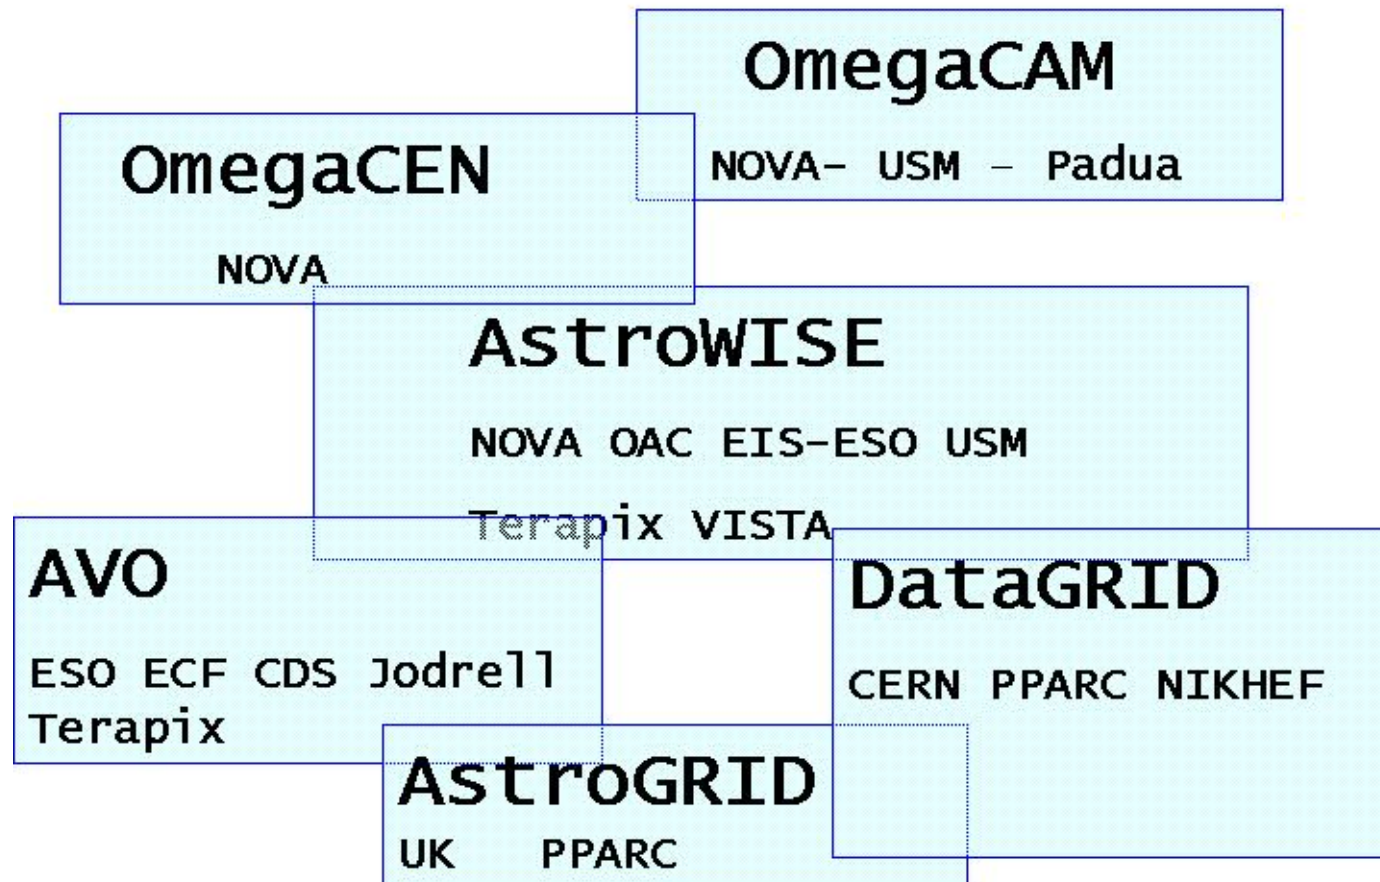 OmegaCAM
NOVA- USM - Padua
OmegaCEN
NOVA
AstroWISE
NOVA OAC EIS-ESO USM
Terapix VISTA
AVO
ESO ECF CDS Jodrell
Terapix
DataGRID
CERN PPARC NIKHEF
AstroGRID
UK PPARC